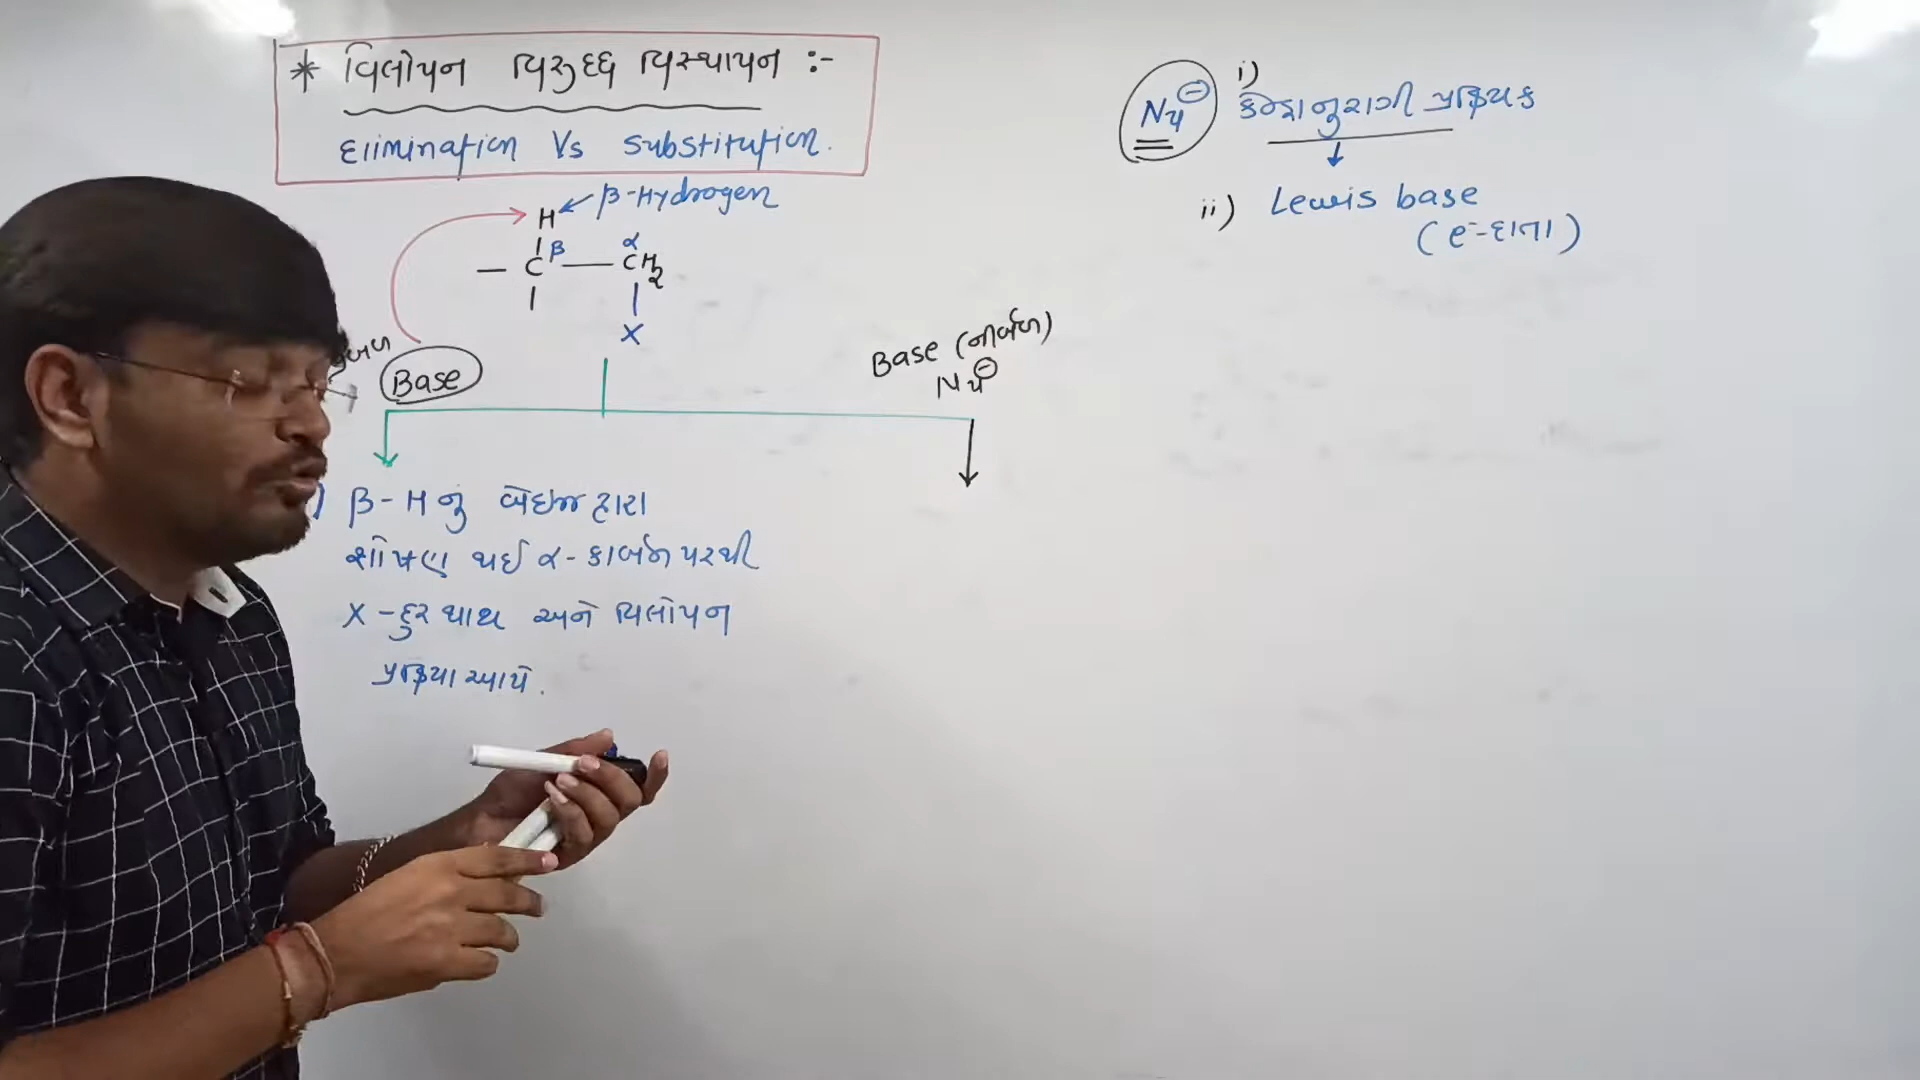 * વિલોપન વિરુદ્ધ વિસ્થાપન :-
Elimination Vs Substitution.
H ← β-Hydrogen
β α
— C — CH2
X
Base
Base (નિર્બળ)
Nu⊖
β-H નું બેઇજ દ્વારા
શોષણ થઈ α-કાર્બન પરથી
X - દુર થાય અને વિલોપન
પ્રક્રિયા આપે.
Nu⊖ i) કેન્દ્રાનુરાગી પ્રક્રિયક
ii) Lewis base
(e⁻-દાતા)